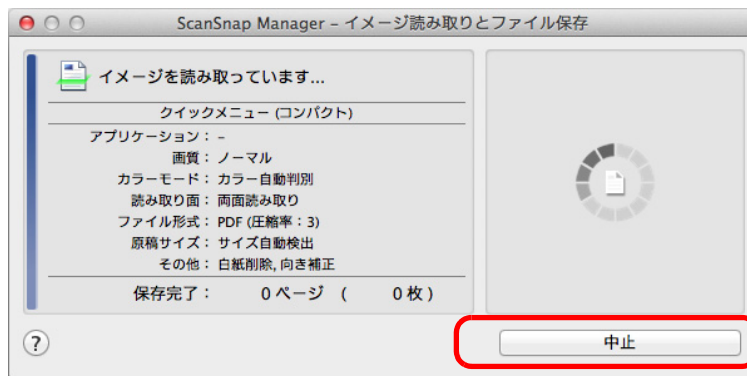 ScanSnap Manager – イメージ読み取りとファイル保存
イメージを読み取っています...
クイックメニュー (コンパクト)
アプリケーション： –
画質： ノーマル
カラーモード： カラー自動判別
読み取り面： 両面読み取り
ファイル形式： PDF (圧縮率：3)
原稿サイズ： サイズ自動検出
その他： 白紙削除, 向き補正
保存完了： 0 ページ ( 0 枚 )
? 中止